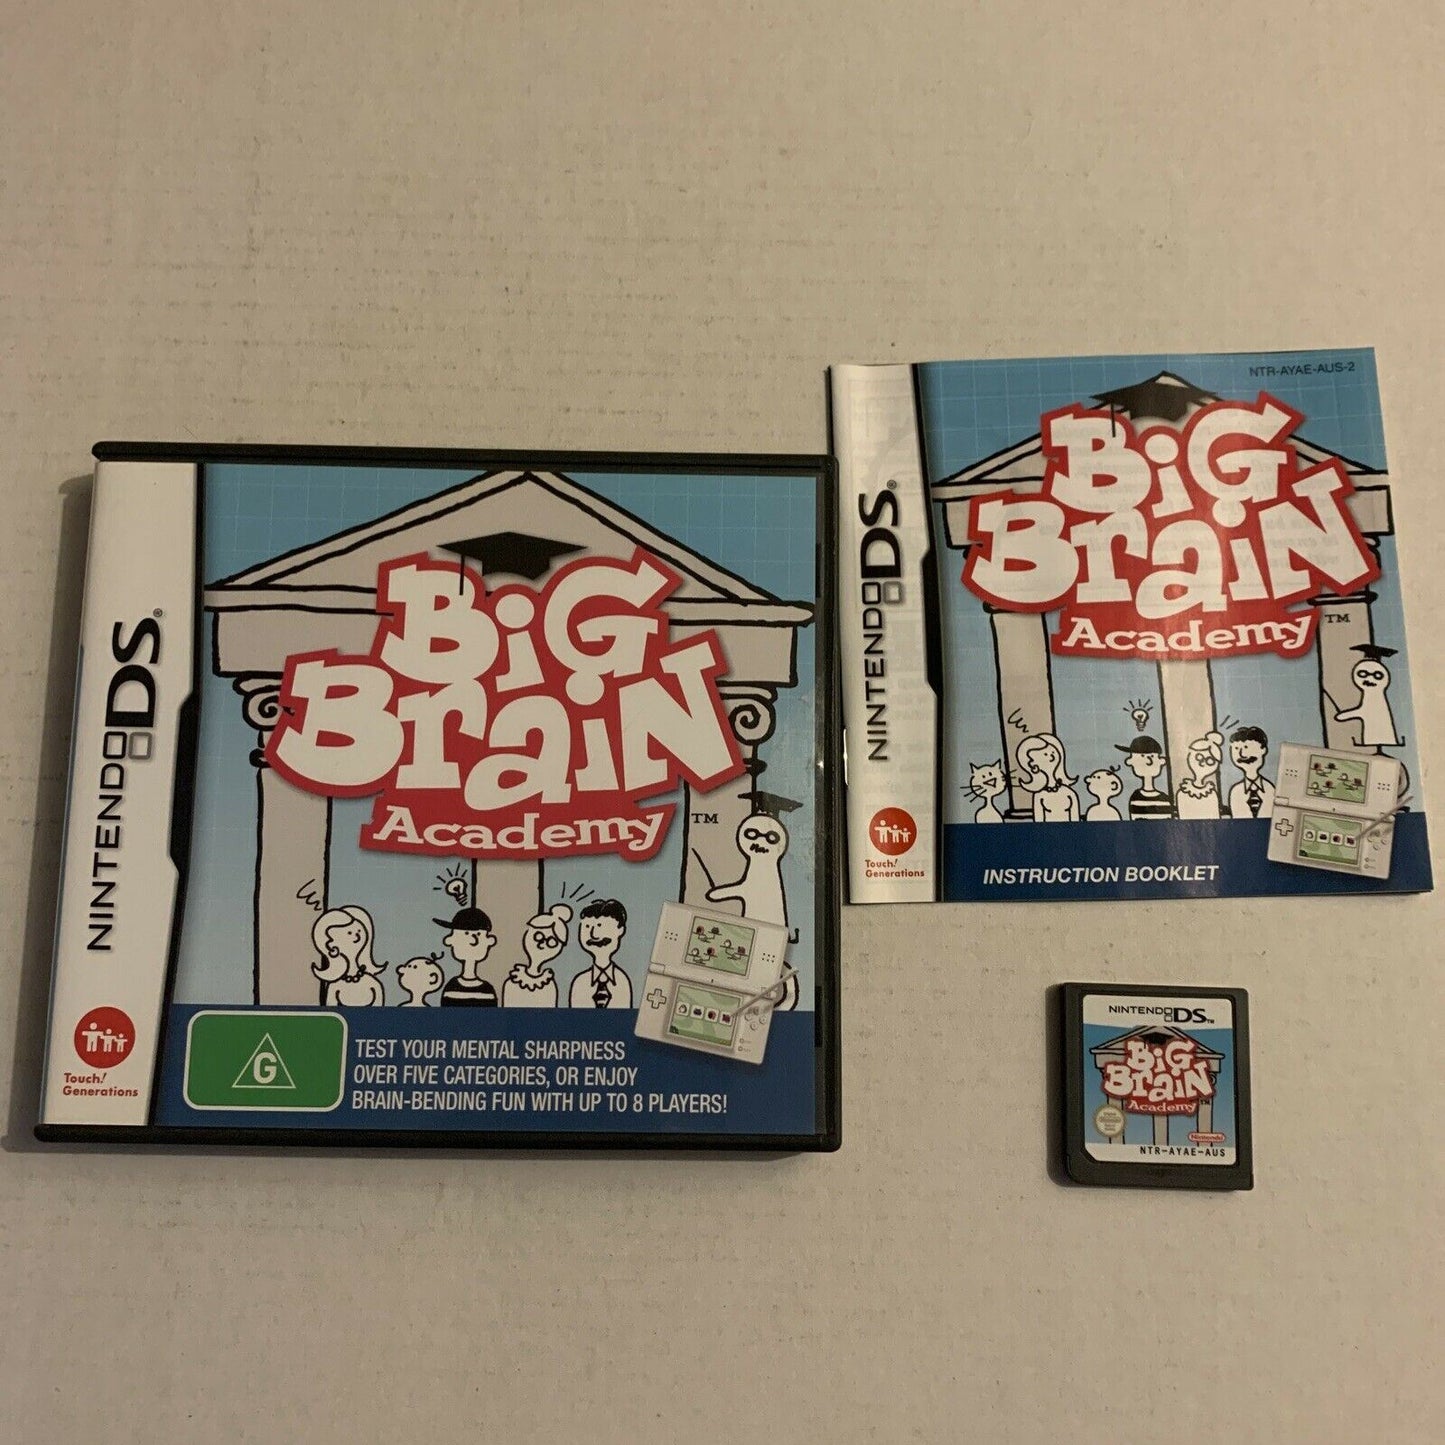 NINTENDO DS®
BiG
BraiN
Academy
TM
Touch!
Generations
G
TEST YOUR MENTAL SHARPNESS
OVER FIVE CATEGORIES, OR ENJOY
BRAIN-BENDING FUN WITH UP TO 8 PLAYERS!
NTR-AYAE-AUS-2
NINTENDO DS®
BiG
BraiN
Academy
TM
Touch!
Generations
INSTRUCTION BOOKLET
NINTENDO DS™
BiG
BraiN
Academy
TM
Nintendo
NTR-AYAE-AUS